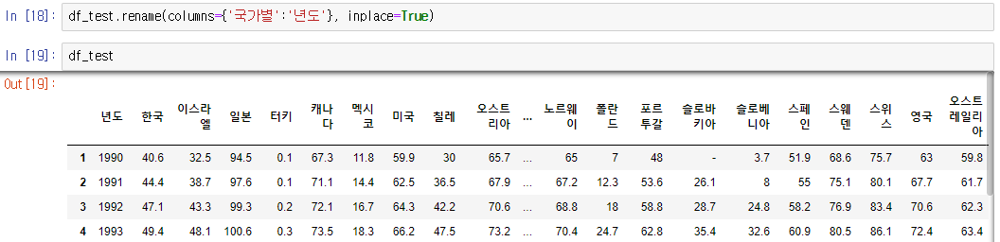 In [18]: df_test.rename(columns={'국가별':'년도'}, inplace=True)
In [19]: df_test
Out[19]:
년도 한국 이스라엘 일본 터키 캐나다 멕시코 미국 칠레 오스트리아 ... 노르웨이 폴란드 포르투갈 슬로바키아 슬로베니아 스페인 스웨덴 스위스 영국 오스트레일리아
1 1990 40.6 32.5 94.5 0.1 67.3 11.8 59.9 30 65.7 ... 65 7 48 - 3.7 51.9 68.6 75.7 63 59.8
2 1991 44.4 38.7 97.6 0.1 71.1 14.4 62.5 36.5 67.9 ... 67.2 12.3 53.6 26.1 8 55 75.1 80.1 67.7 61.7
3 1992 47.1 43.3 99.3 0.2 72.1 16.7 64.3 42.2 70.6 ... 68.8 18 58.8 28.7 24.8 58.2 76.9 83.4 70.6 62.3
4 1993 49.4 48.1 100.6 0.3 73.5 18.3 66.2 47.5 73.2 ... 70.4 24.7 62.8 35.4 32.6 60.9 80.5 86.1 72.4 63.4